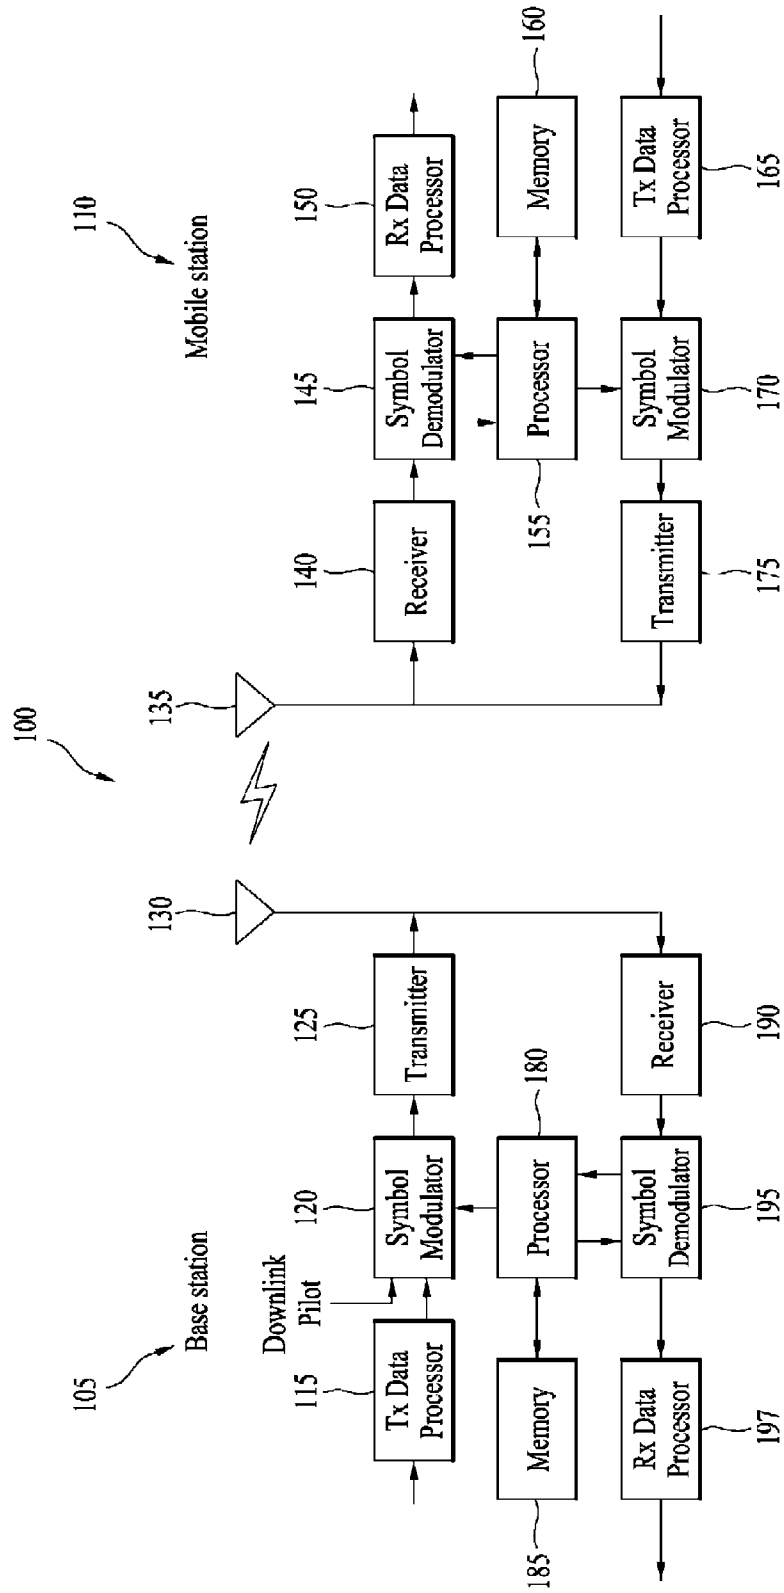 100
105
Base station
110
Mobile station
Downlink
Pilot
115
Tx Data
Processor
120
Symbol
Modulator
125
Transmitter
130
135
140
Receiver
145
Symbol
Demodulator
150
Rx Data
Processor
185
Memory
180
Processor
155
Processor
160
Memory
197
Rx Data
Processor
195
Symbol
Demodulator
190
Receiver
175
Transmitter
170
Symbol
Modulator
165
Tx Data
Processor